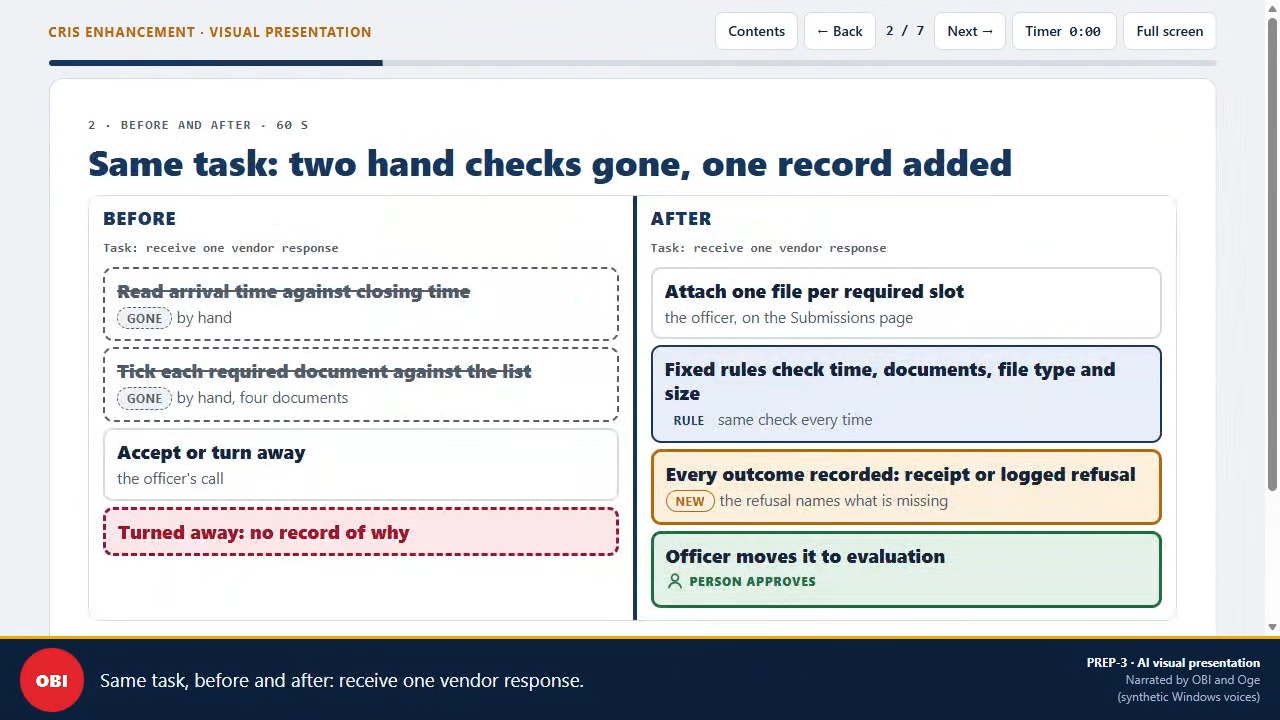 CRIS ENHANCEMENT · VISUAL PRESENTATION
Contents
← Back
2 / 7
Next →
Timer 0:00
Full screen
2 · BEFORE AND AFTER · 60 S
Same task: two hand checks gone, one record added
BEFORE
Task: receive one vendor response
Read arrival time against closing time
GONE by hand
Tick each required document against the list
GONE by hand, four documents
Accept or turn away
the officer's call
Turned away: no record of why
AFTER
Task: receive one vendor response
Attach one file per required slot
the officer, on the Submissions page
Fixed rules check time, documents, file type and
size
RULE same check every time
Every outcome recorded: receipt or logged refusal
NEW the refusal names what is missing
Officer moves it to evaluation
PERSON APPROVES
OBI
Same task, before and after: receive one vendor response.
PREP-3 · AI visual presentation
Narrated by OBI and Oge
(synthetic Windows voices)